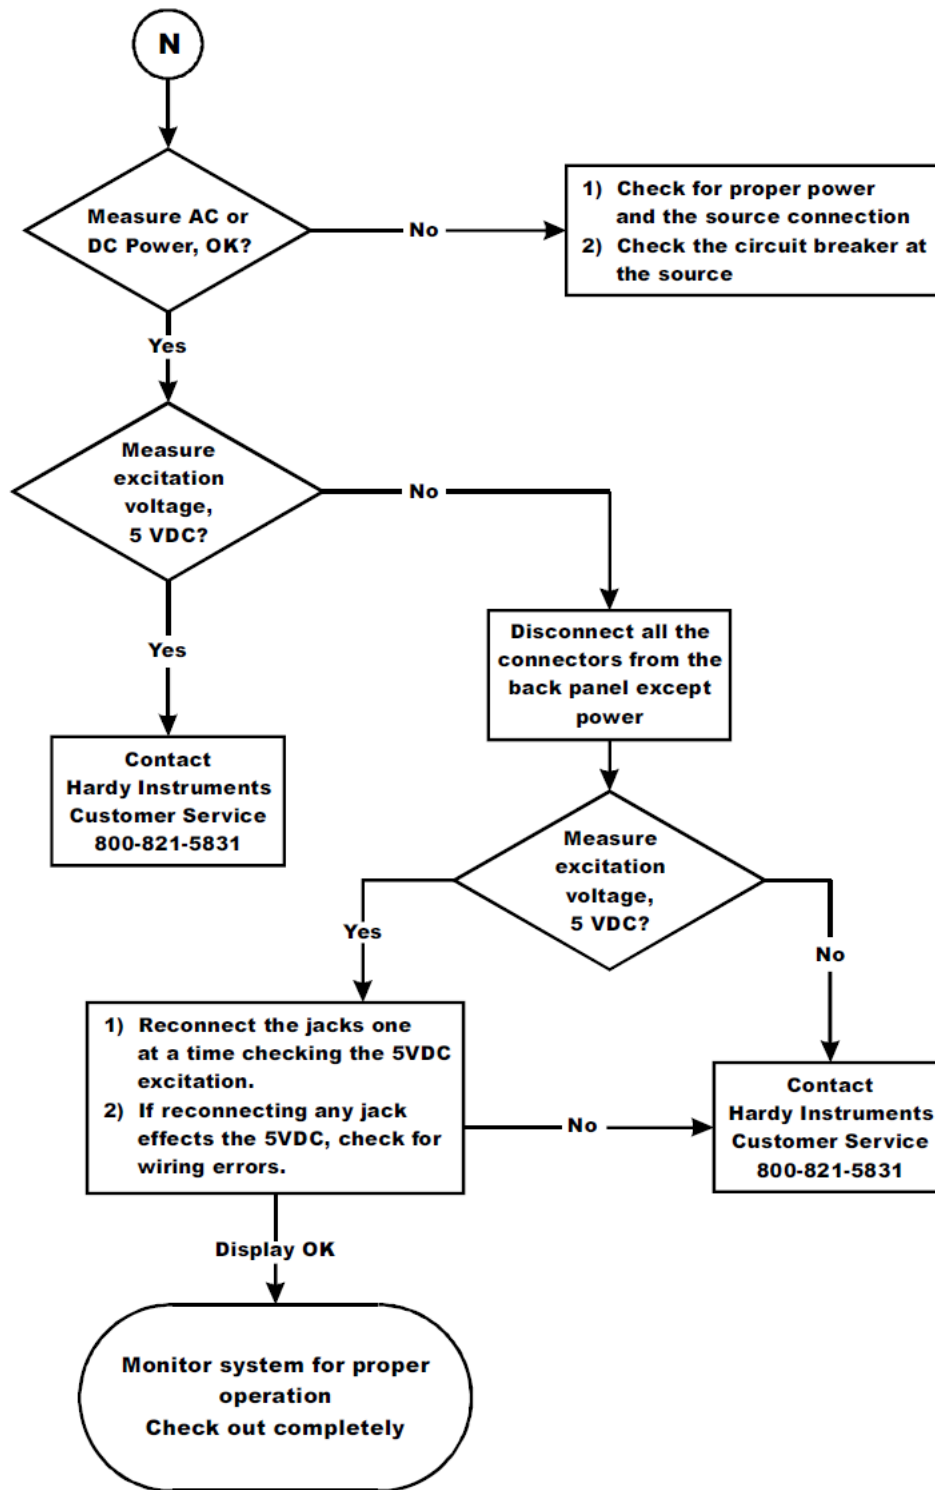 N
Measure AC or
DC Power, OK?
No
1) Check for proper power
and the source connection
2) Check the circuit breaker at
the source
Yes
Measure
excitation
voltage,
5 VDC?
No
Yes
Disconnect all the
connectors from the
back panel except
power
Contact
Hardy Instruments
Customer Service
800-821-5831
Measure
excitation
voltage,
5 VDC?
Yes
No
1) Reconnect the jacks one
at a time checking the 5VDC
excitation.
2) If reconnecting any jack
effects the 5VDC, check for
wiring errors.
No
Contact
Hardy Instruments
Customer Service
800-821-5831
Display OK
Monitor system for proper
operation
Check out completely